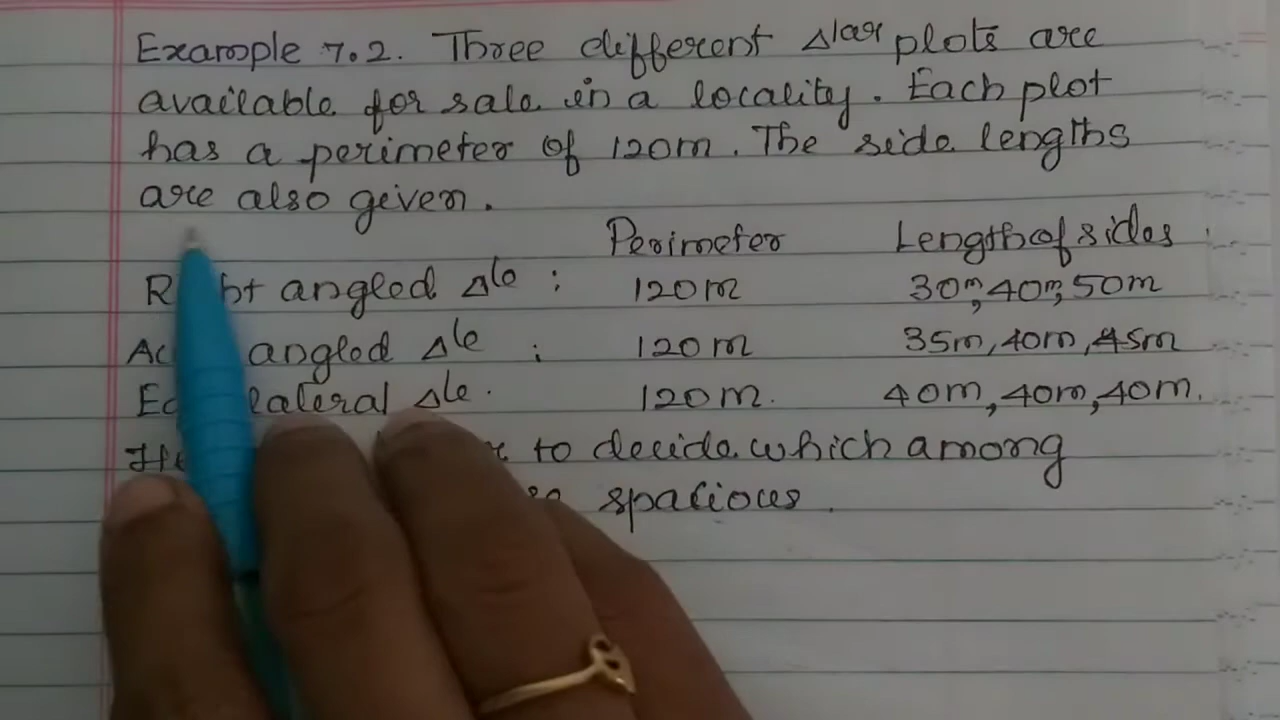 Example 7.2. Three different Δlar plots are
available for sale in a locality. Each plot
has a perimeter of 120m. The side lengths
are also given.
Perimeter Length of sides
angled Δle : 120m 30m, 40m, 50m
angled Δle : 120m 35m, 40m, 45m
Δle. 120m. 40m, 40m, 40m.
to decide which among
spacious.